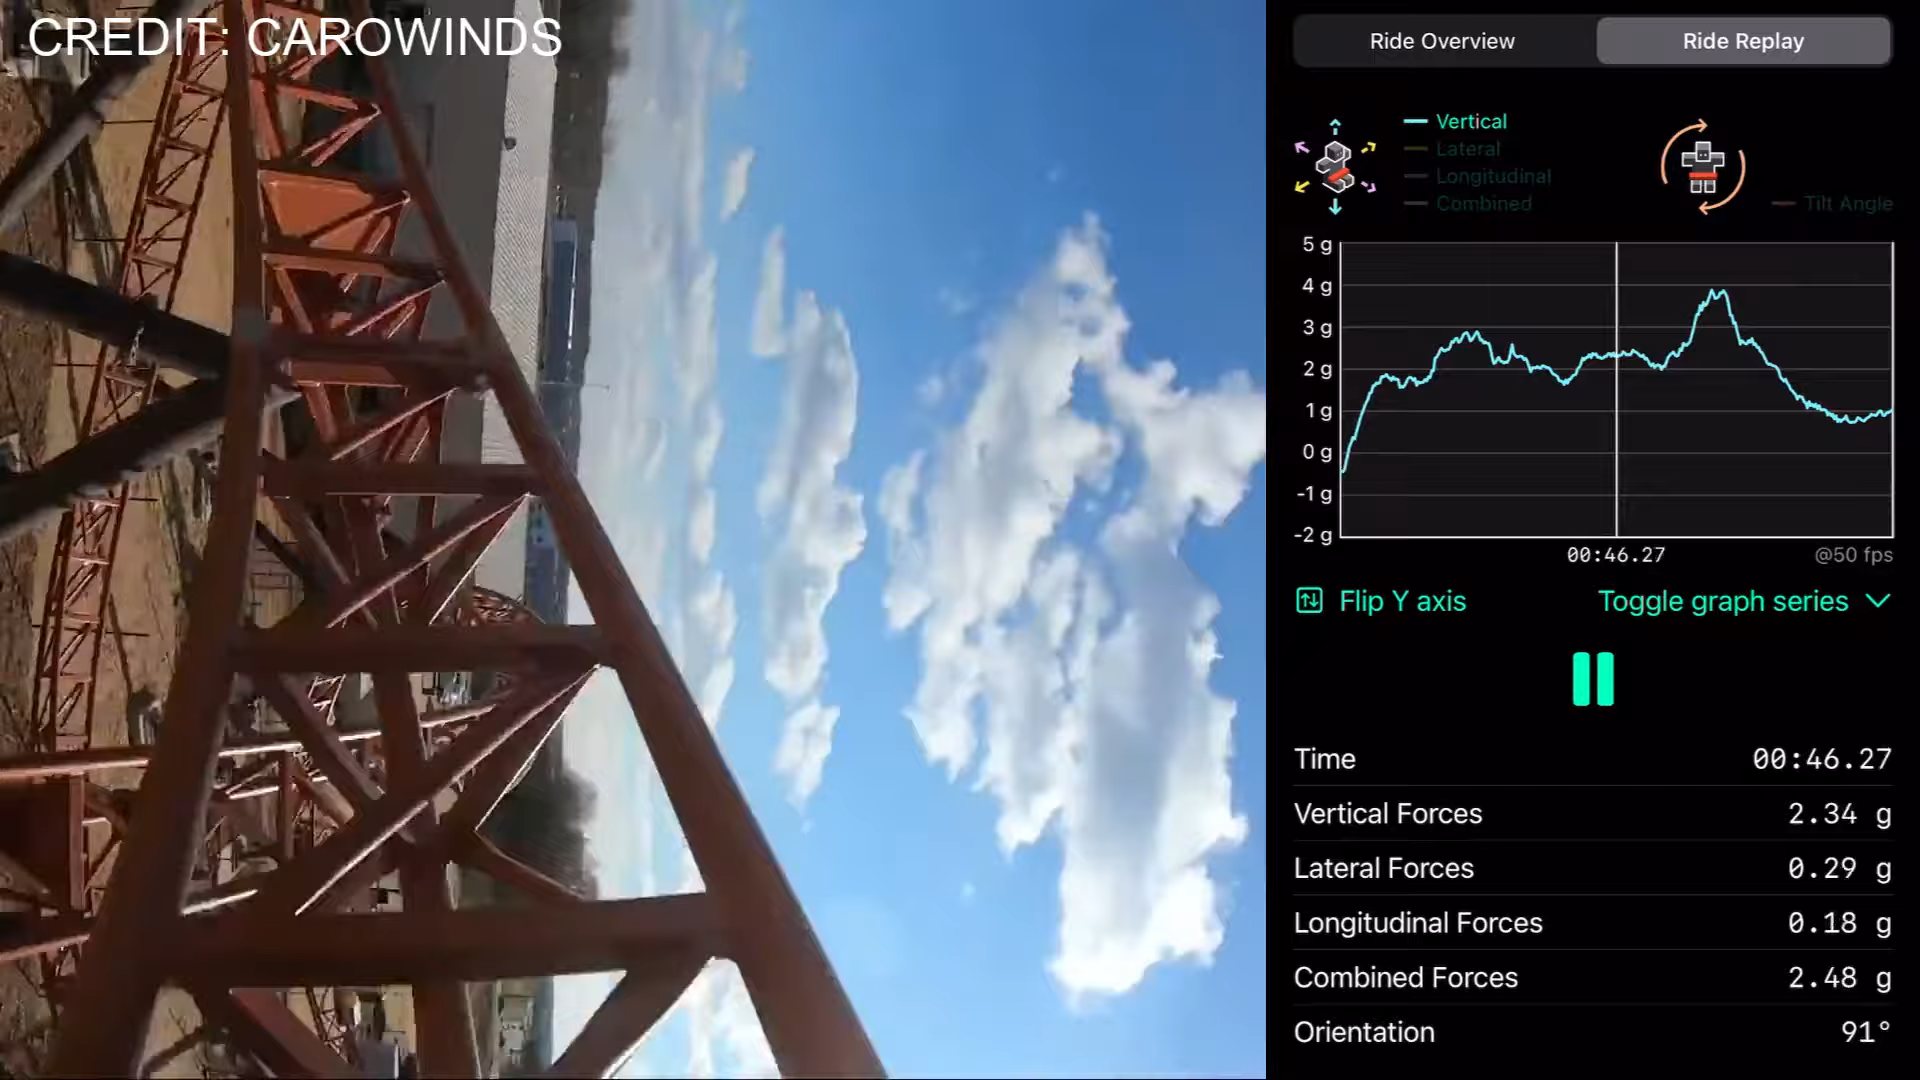 CREDIT: CAROWINDS
Ride Overview
Ride Replay
Vertical
Lateral
Longitudinal
Combined
Tilt Angle
5 g
4 g
3 g
2 g
1 g
0 g
-1 g
-2 g
00:46.27
@50 fps
Flip Y axis
Toggle graph series
Time 00:46.27
Vertical Forces 2.34 g
Lateral Forces 0.29 g
Longitudinal Forces 0.18 g
Combined Forces 2.48 g
Orientation 91°